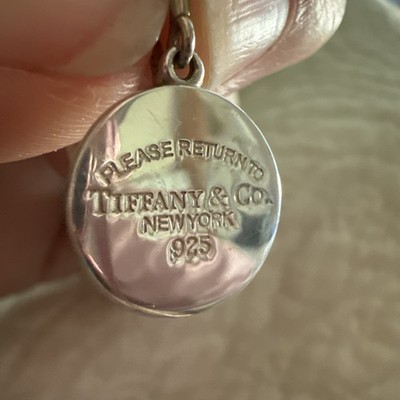 PLEASE RETURN TO
TIFFANY & CO.
NEW YORK
925